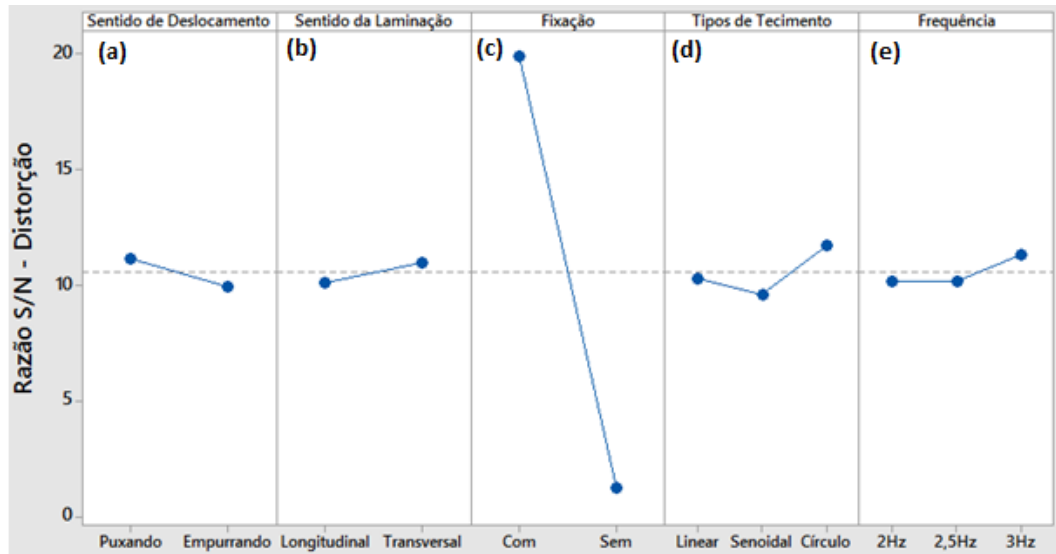 Sentido de Deslocamento Sentido da Laminação Fixação Tipos de Tecimento Frequência
(a) (b) (c) (d) (e)
Razão S/N - Distorção
20
15
10
5
0
Puxando Empurrando Longitudinal Transversal Com Sem Linear Senoidal Círculo 2Hz 2,5Hz 3Hz